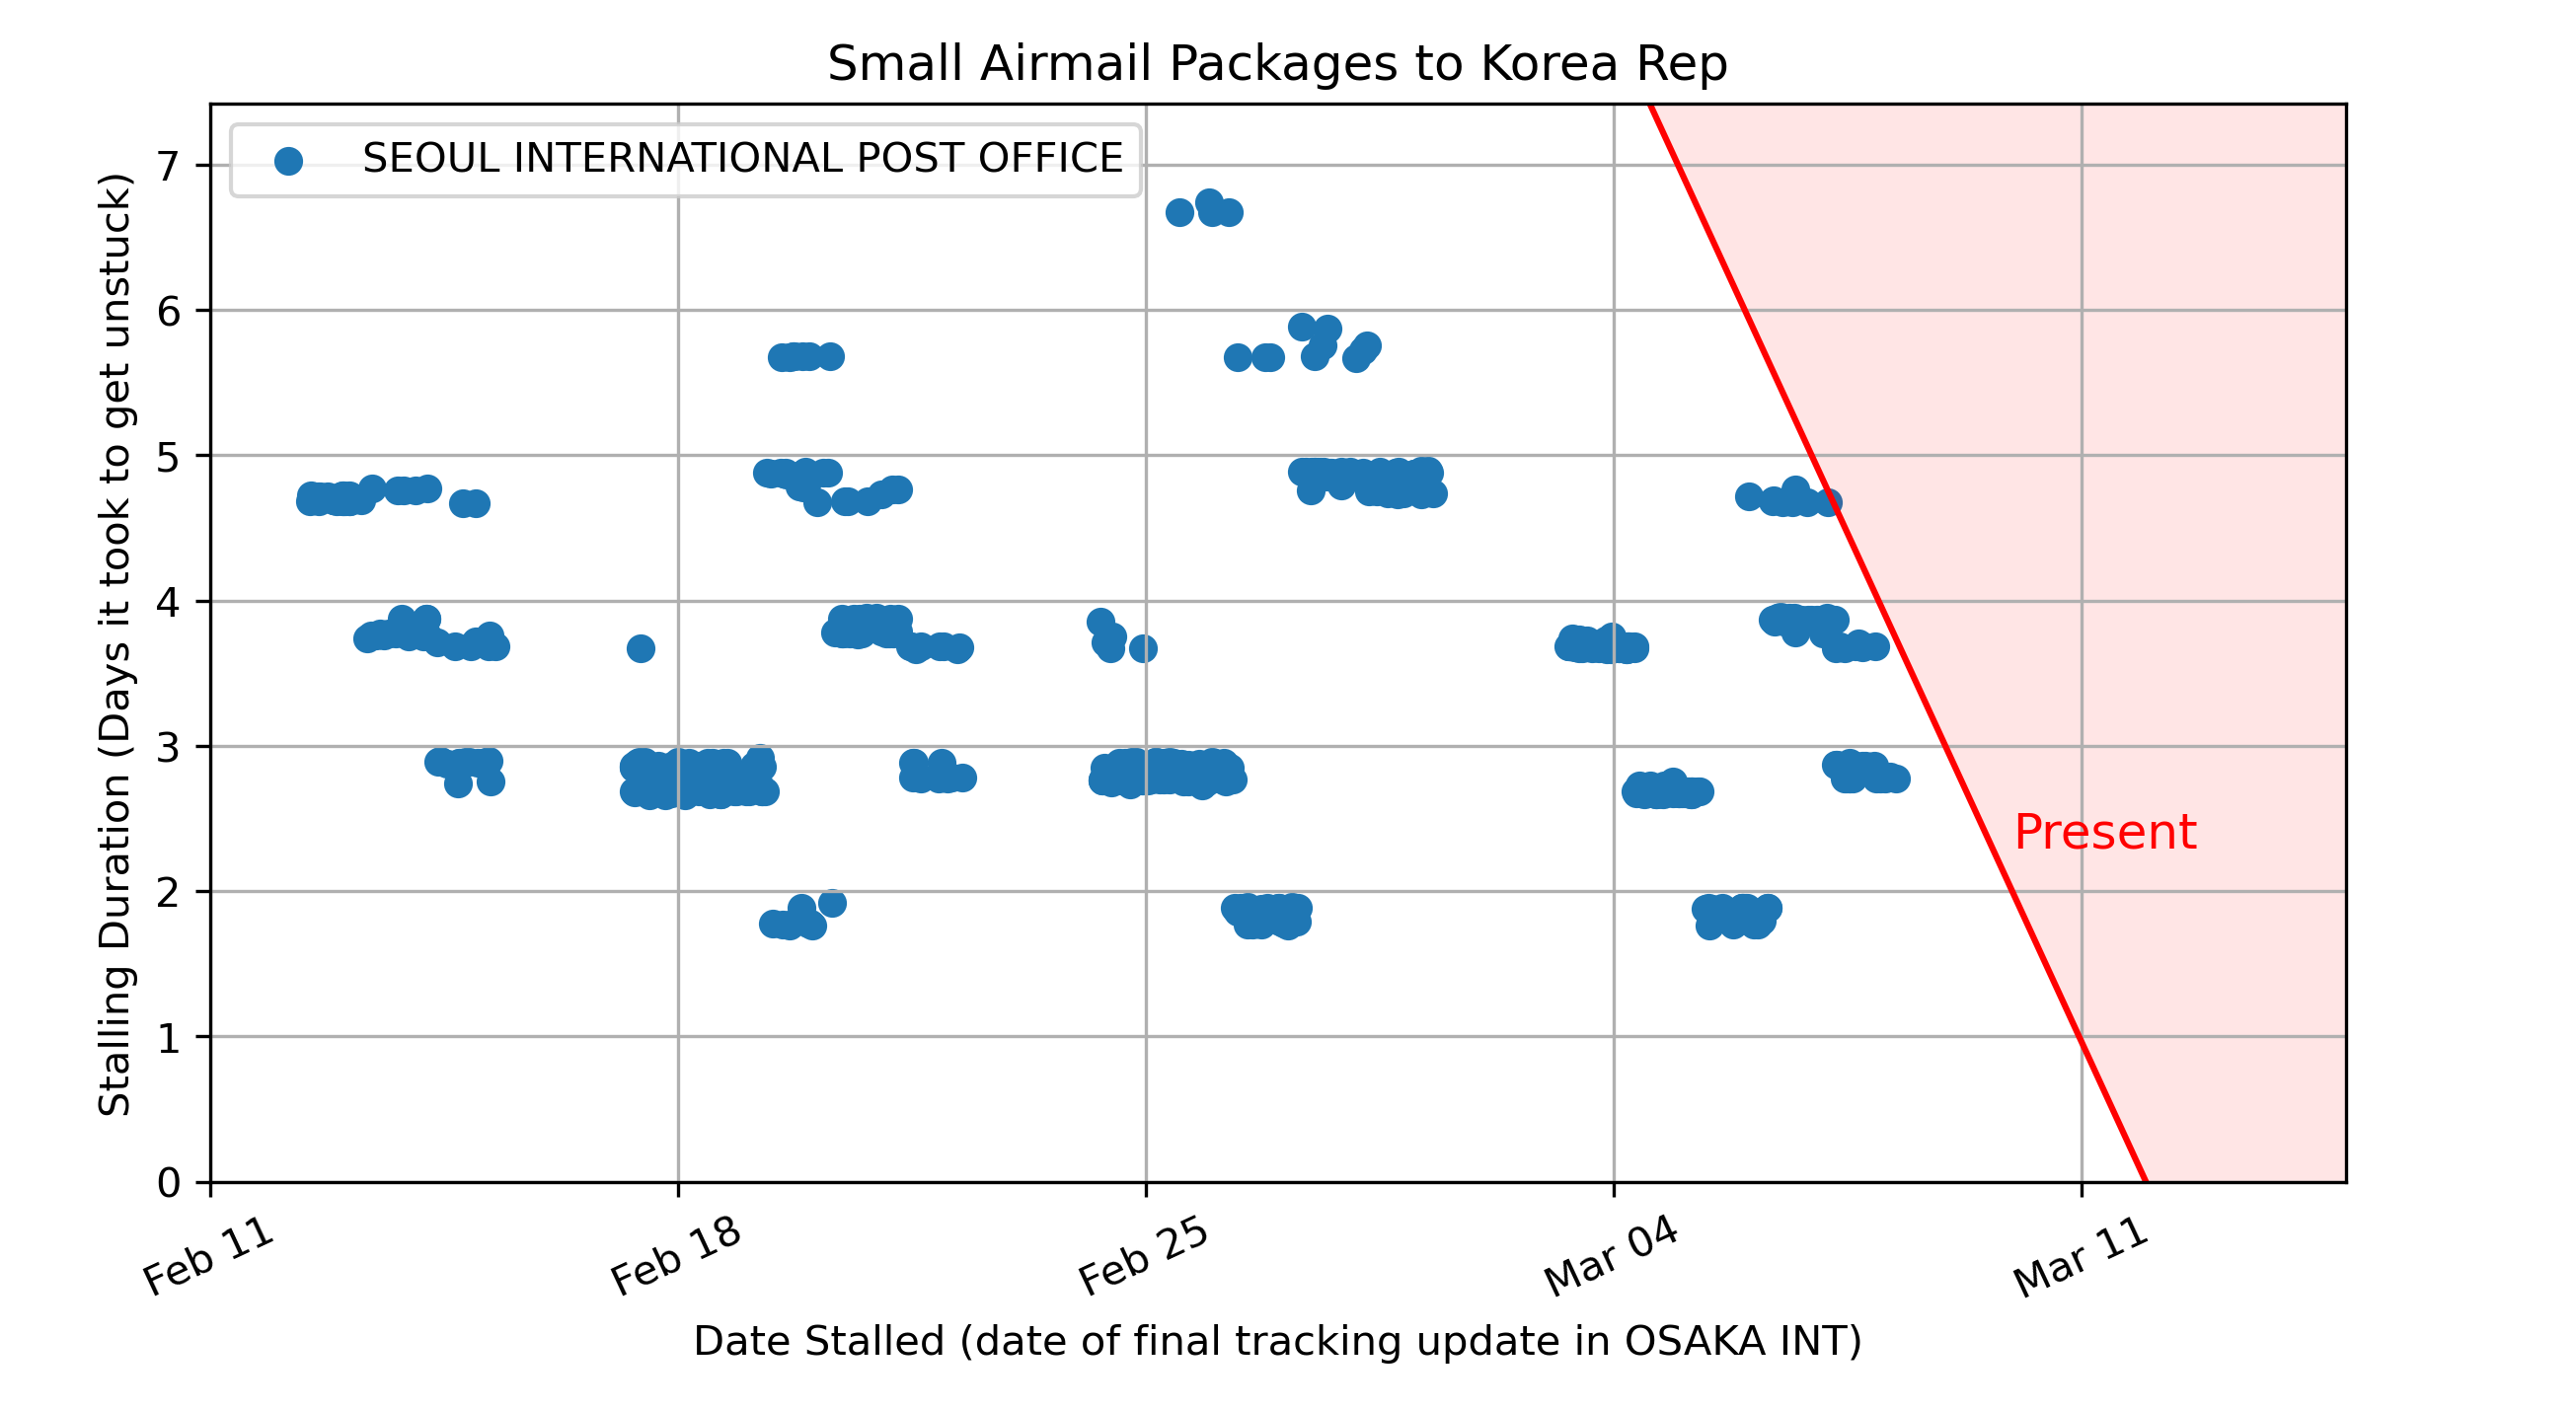 Small Airmail Packages to Korea Rep
SEOUL INTERNATIONAL POST OFFICE
Stalling Duration (Days it took to get unstuck)
7
6
5
4
3
2
1
0
Present
Feb 11
Feb 18
Feb 25
Mar 04
Mar 11
Date Stalled (date of final tracking update in OSAKA INT)